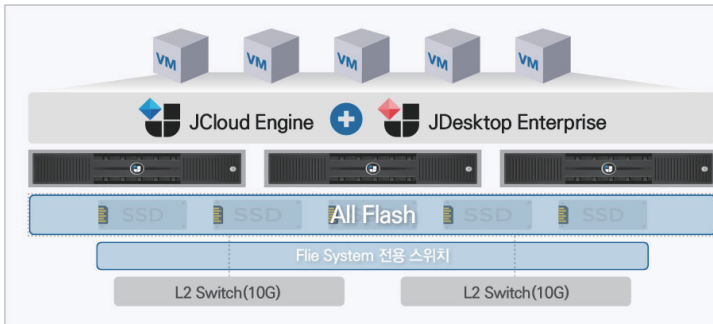 VM VM VM VM VM
JCloud Engine + JDesktop Enterprise
SSD SSD All Flash SSD SSD
Flie System 전용 스위치
L2 Switch(10G) L2 Switch(10G)